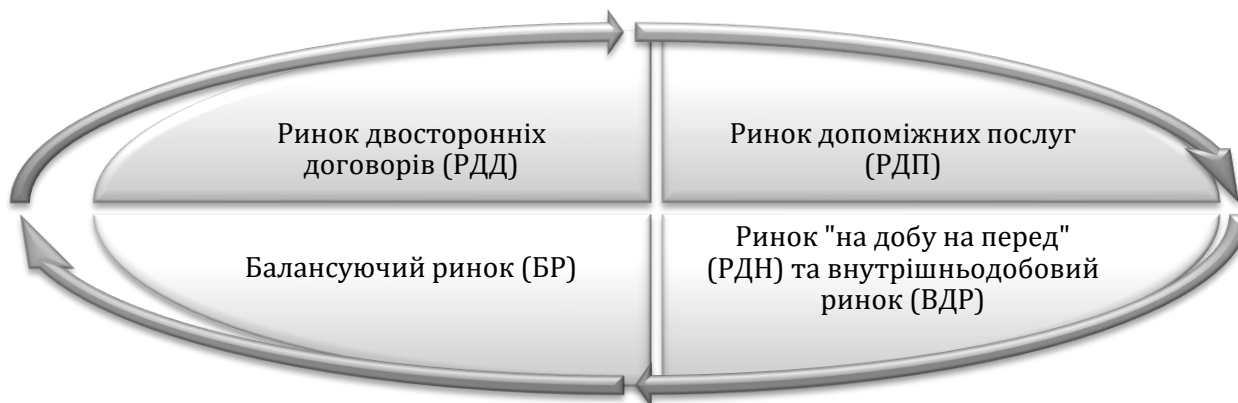 Ринок двосторонніх
договорів (РДД)
Ринок допоміжних послуг
(РДП)
Балансуючий ринок (БР)
Ринок "на добу на перед"
(РДН) та внутрішньодобовий
ринок (ВДР)